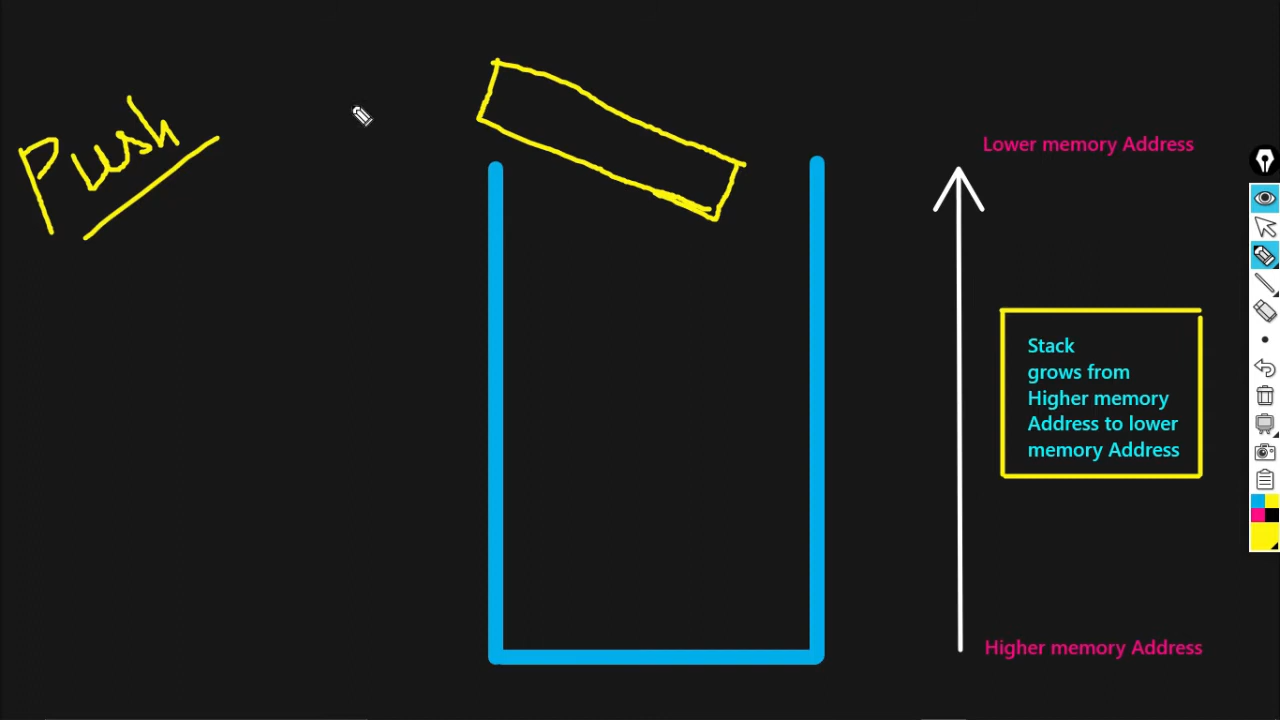 Push
Lower memory Address
Stack
grows from
Higher memory
Address to lower
memory Address
Higher memory Address